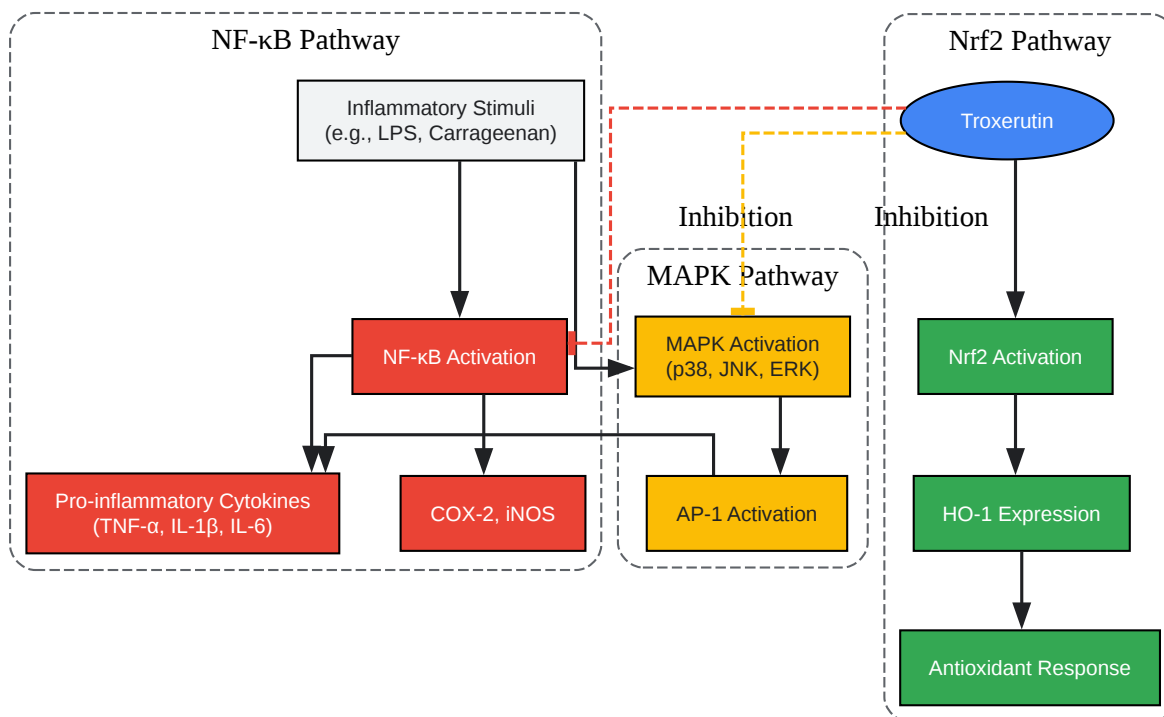 NF-κB Pathway
Nrf2 Pathway
Inflammatory Stimuli
(e.g., LPS, Carrageenan)
Troxerutin
Inhibition
Inhibition
MAPK Pathway
NF-κB Activation
MAPK Activation
(p38, JNK, ERK)
Nrf2 Activation
Pro-inflammatory Cytokines
(TNF-α, IL-1β, IL-6)
COX-2, iNOS
AP-1 Activation
HO-1 Expression
Antioxidant Response